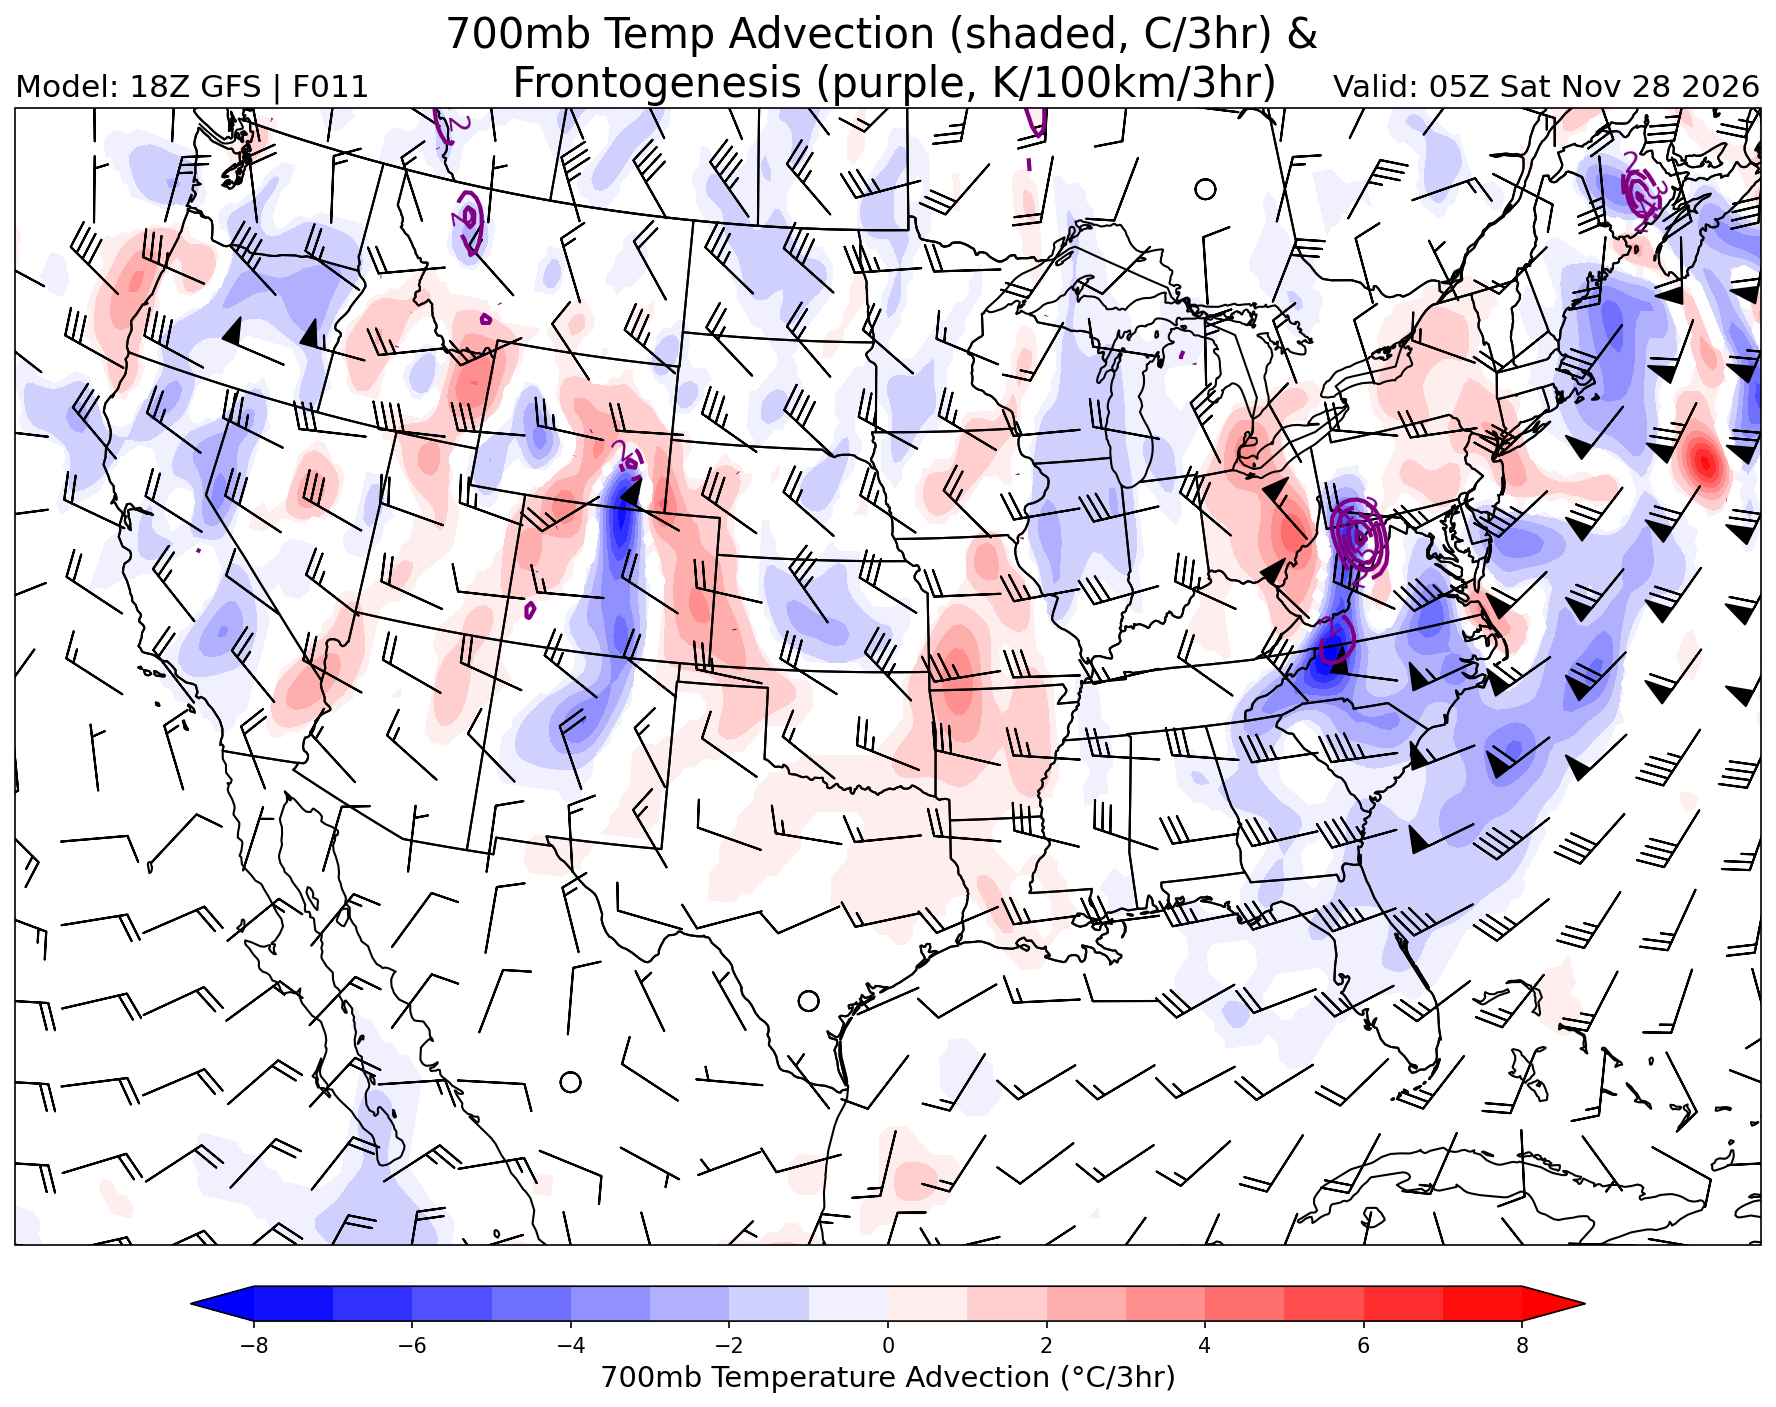 700mb Temp Advection (shaded, C/3hr) &
Model: 18Z GFS | F011 Frontogenesis (purple, K/100km/3hr) Valid: 05Z Sat Nov 28 2026
−8 −6 −4 −2 0 2 4 6 8
700mb Temperature Advection (°C/3hr)